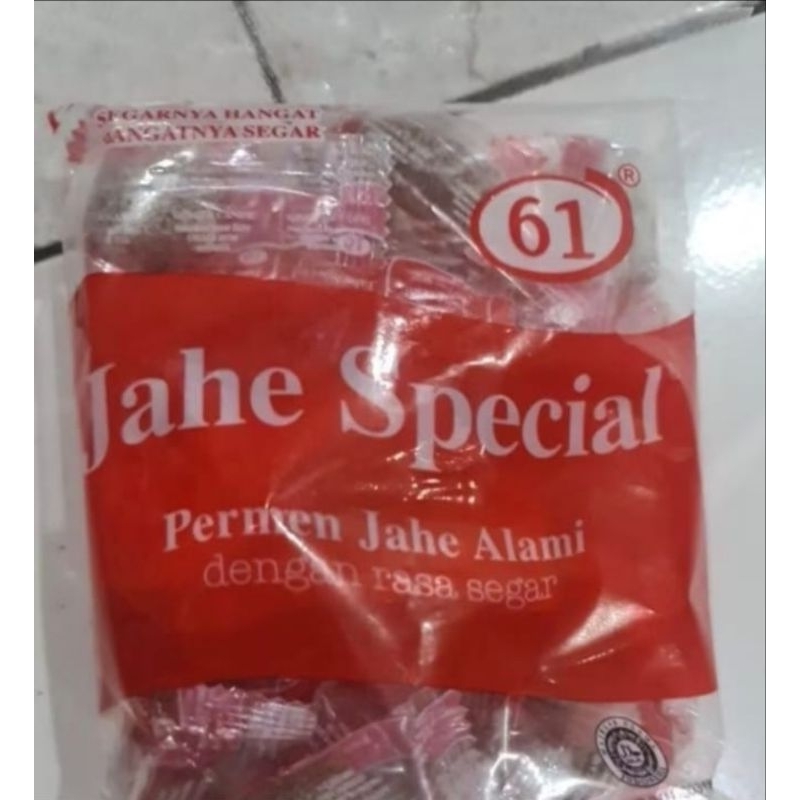 SEGARNYA HANGAT
HANGATNYA SEGAR
61 ®
Jahe Special
Permen Jahe Alami
dengan rasa segar